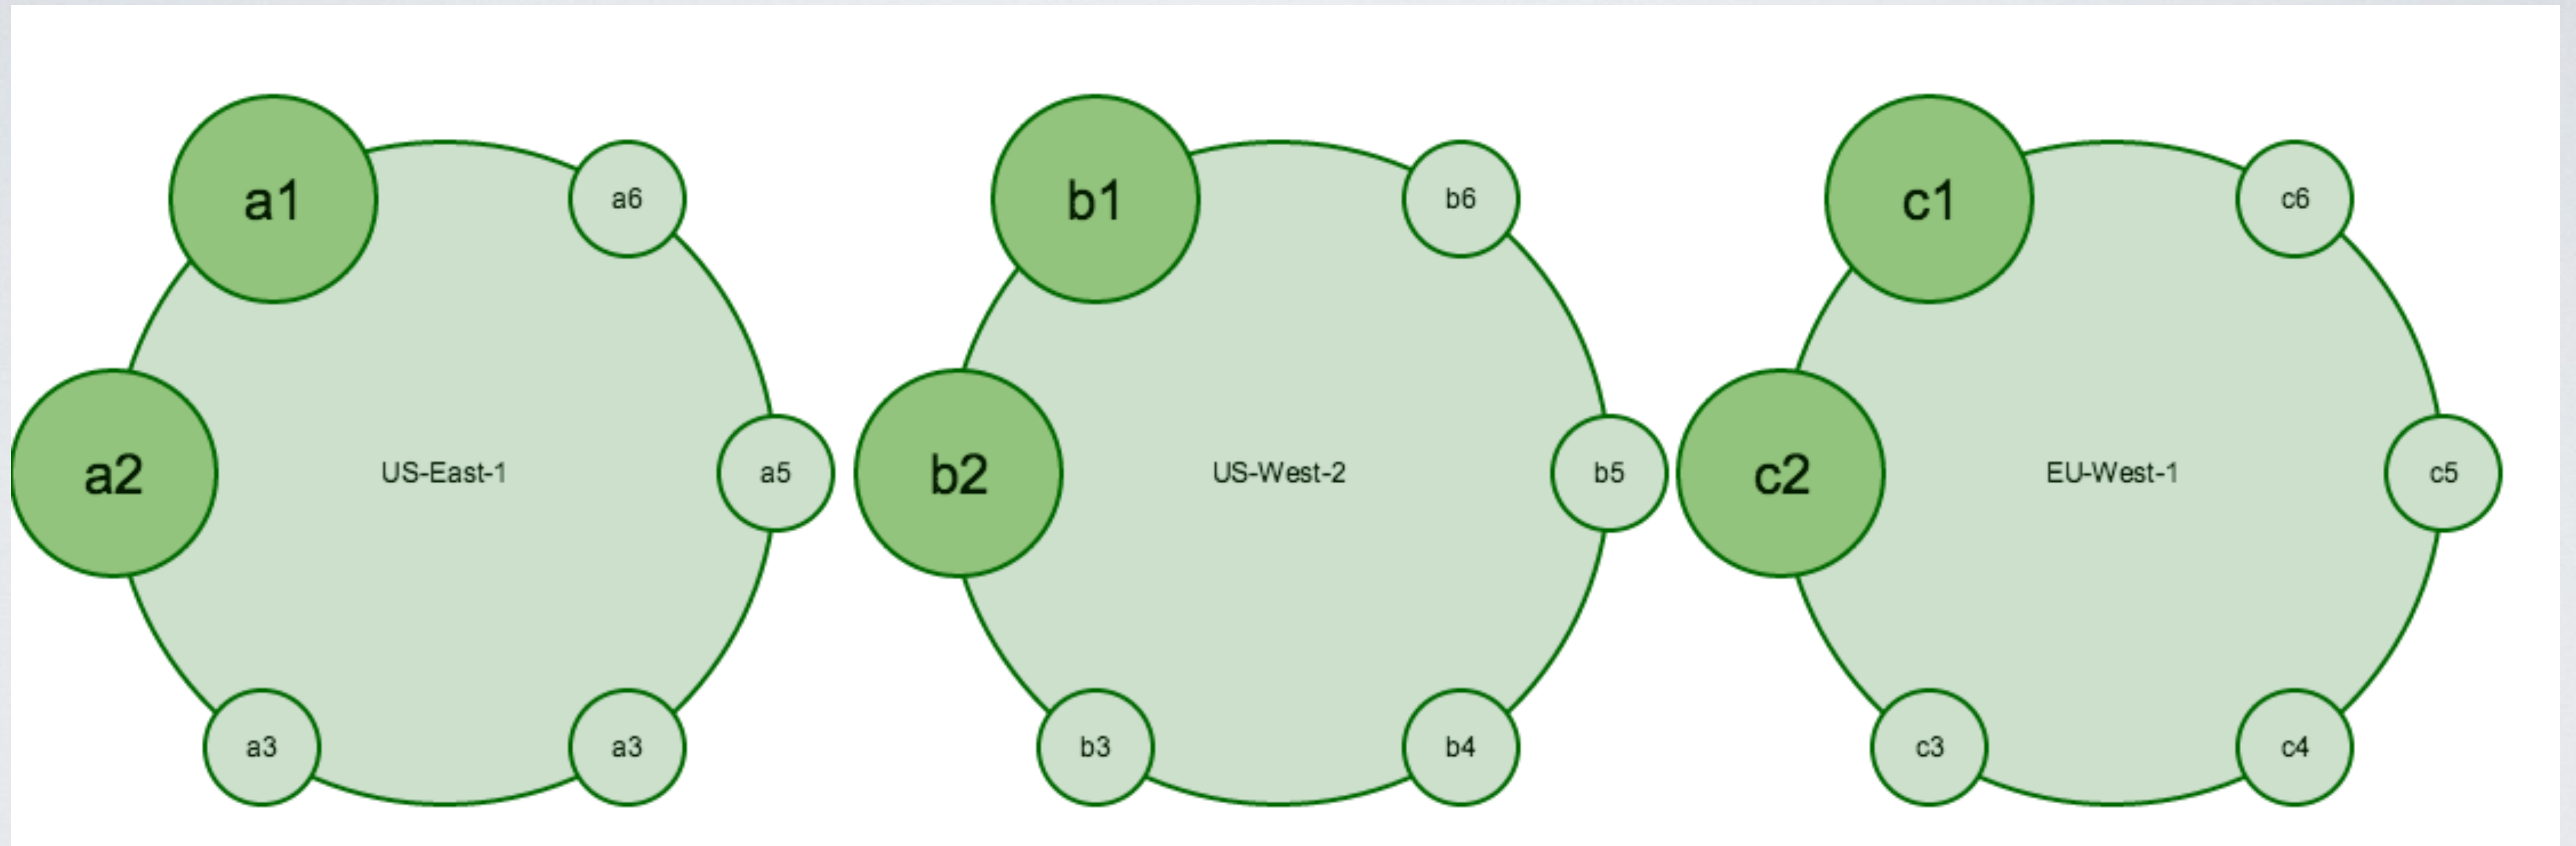 a1
a6
a2
US-East-1
a5
a3
a3
b1
b6
b2
US-West-2
b5
b3
b4
c1
c6
c2
EU-West-1
c5
c3
c4